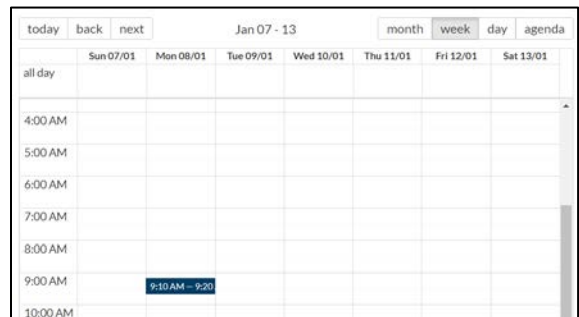 today back next Jan 07 - 13 month week day agenda
Sun 07/01 Mon 08/01 Tue 09/01 Wed 10/01 Thu 11/01 Fri 12/01 Sat 13/01
all day
4:00 AM
5:00 AM
6:00 AM
7:00 AM
8:00 AM
9:00 AM
9:10 AM — 9:20
10:00 AM